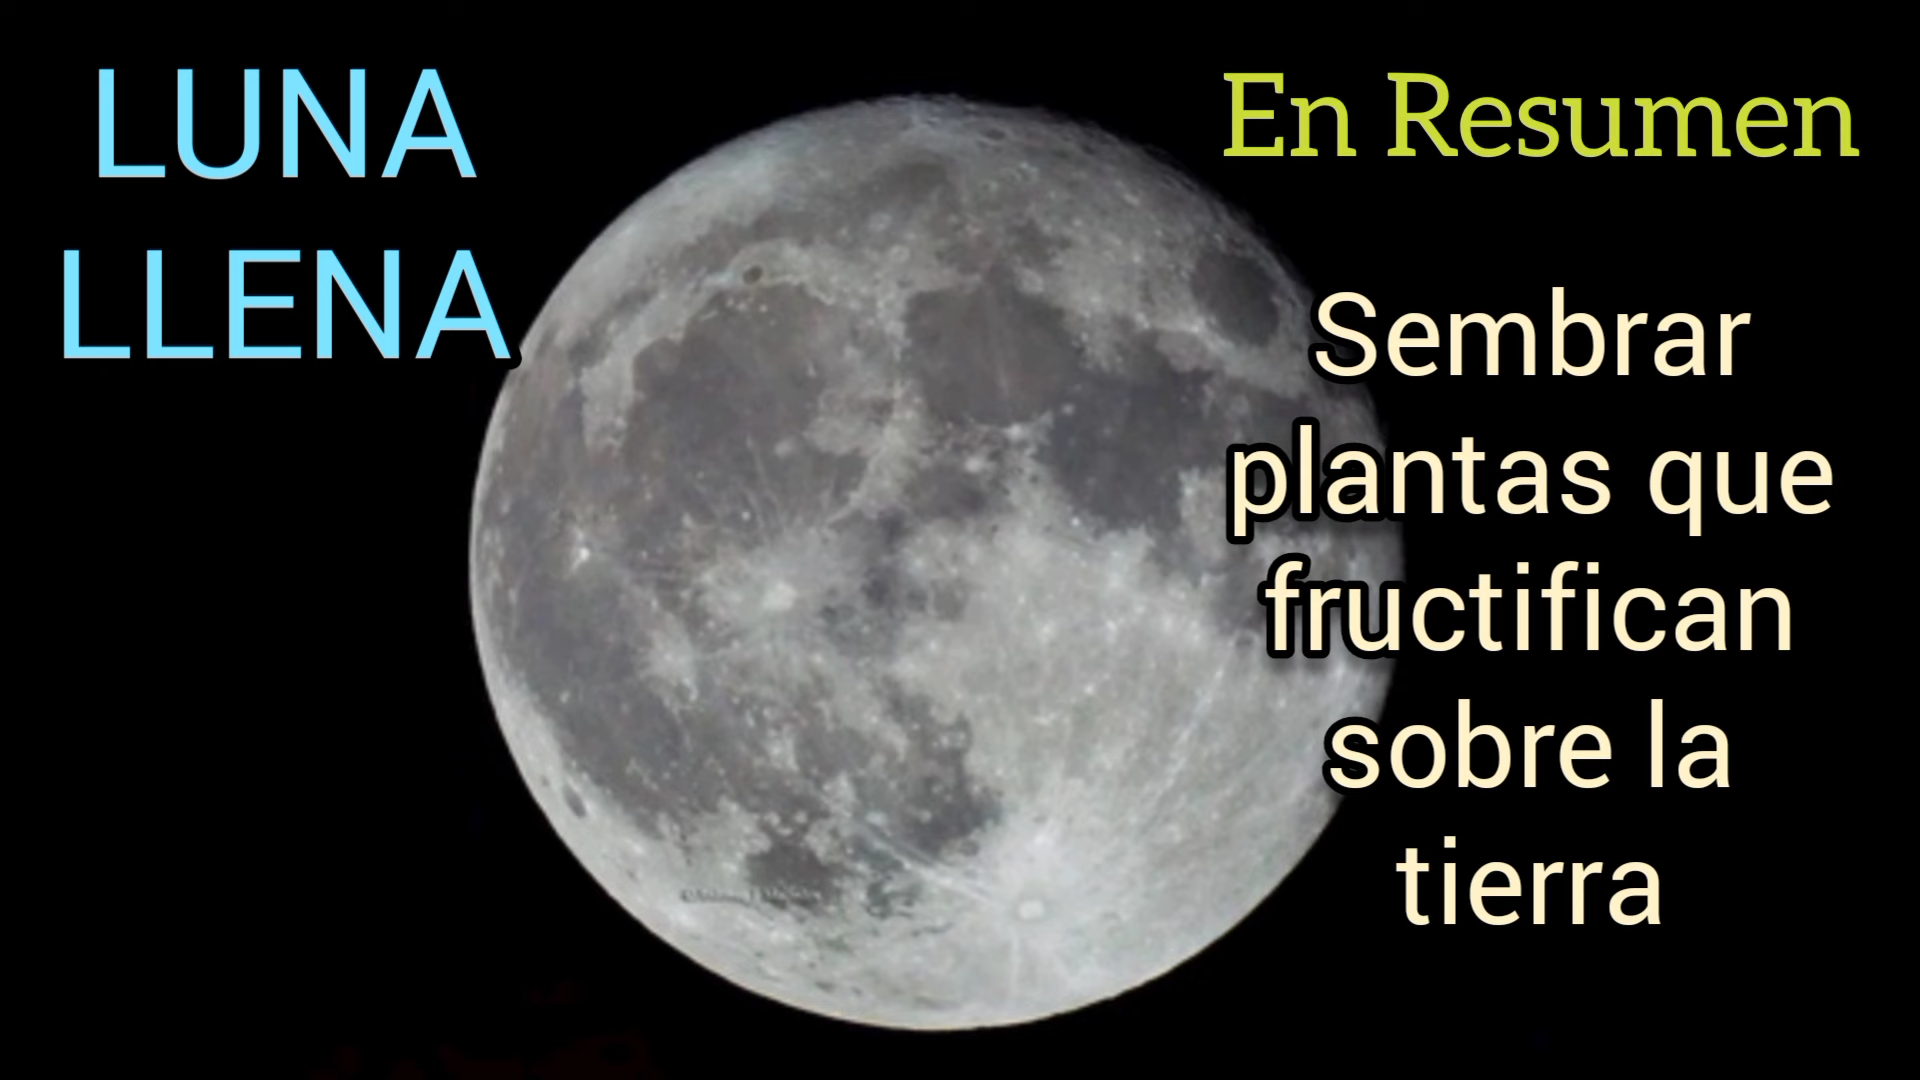 LUNA
LLENA
En Resumen
Sembrar
plantas que
fructifican
sobre la
tierra